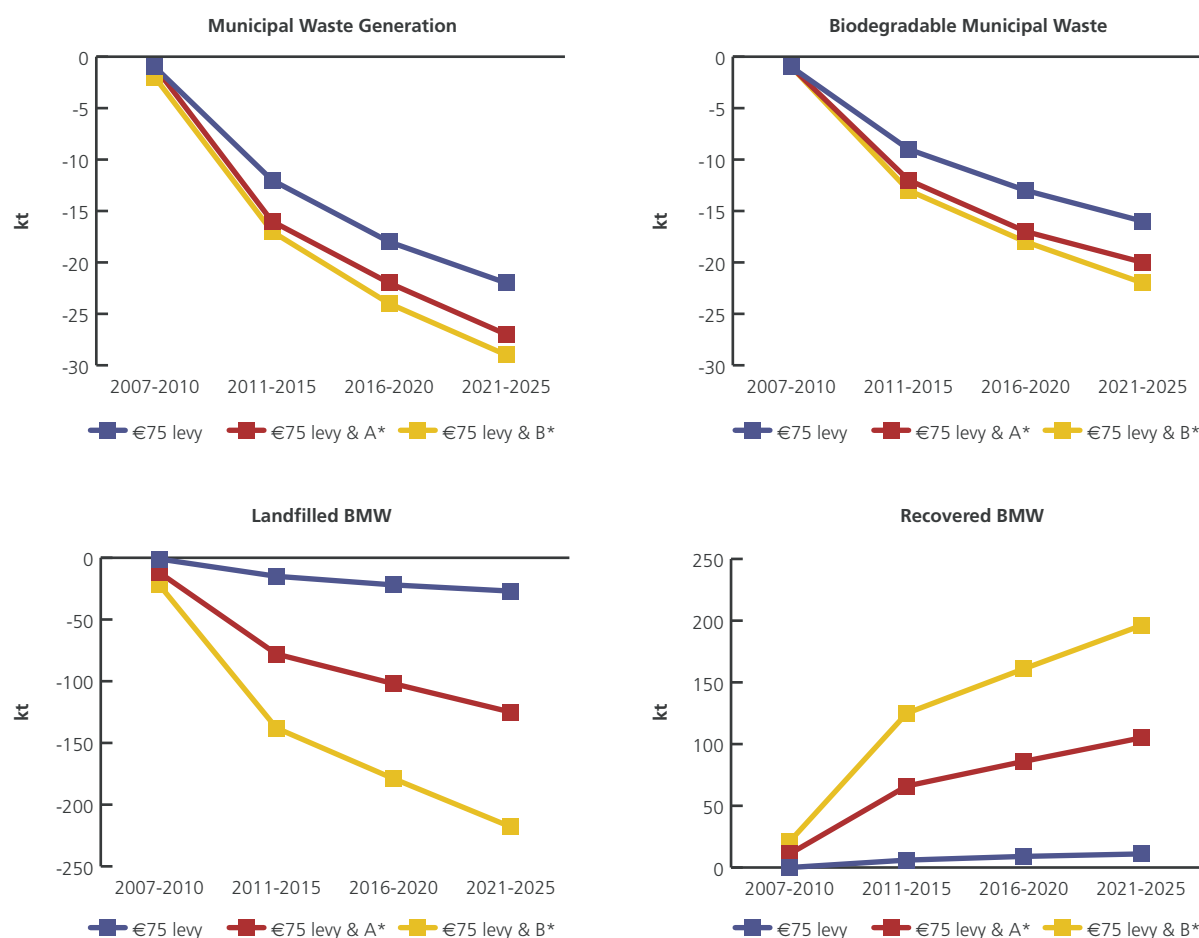 Municipal Waste Generation
0
-5
-10
-15
-20
-25
-30
kt
2007-2010 2011-2015 2016-2020 2021-2025
€75 levy €75 levy & A* €75 levy & B*
Biodegradable Municipal Waste
0
-5
-10
-15
-20
-25
-30
kt
2007-2010 2011-2015 2016-2020 2021-2025
€75 levy €75 levy & A* €75 levy & B*
Landfilled BMW
0
-50
-100
-150
-200
-250
kt
2007-2010 2011-2015 2016-2020 2021-2025
€75 levy €75 levy & A* €75 levy & B*
Recovered BMW
250
200
150
100
50
0
kt
2007-2010 2011-2015 2016-2020 2021-2025
€75 levy €75 levy & A* €75 levy & B*